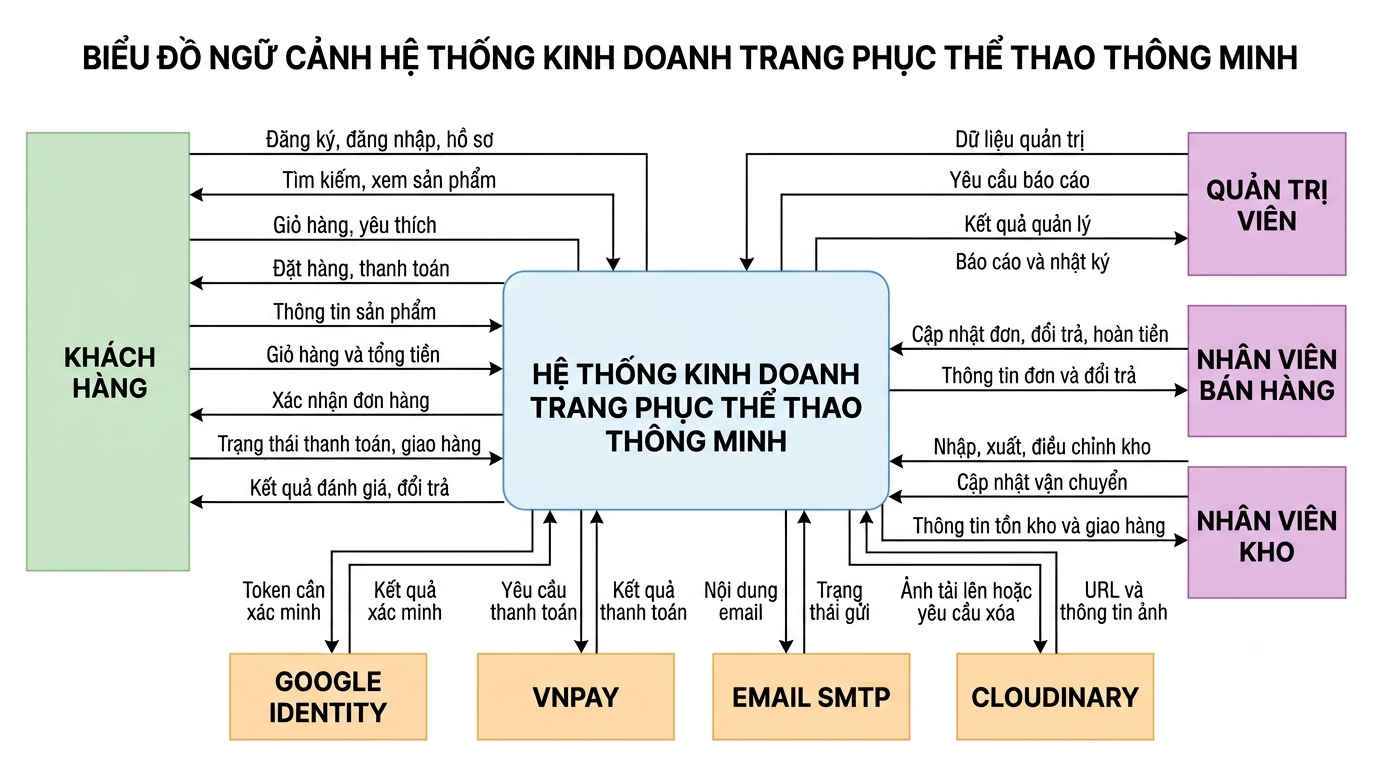 BIỂU ĐỒ NGỮ CẢNH HỆ THỐNG KINH DOANH TRANG PHỤC THỂ THAO THÔNG MINH
KHÁCH
HÀNG
Đăng ký, đăng nhập, hồ sơ
Tìm kiếm, xem sản phẩm
Giỏ hàng, yêu thích
Đặt hàng, thanh toán
Thông tin sản phẩm
Giỏ hàng và tổng tiền
Xác nhận đơn hàng
Trạng thái thanh toán, giao hàng
Kết quả đánh giá, đổi trả
HỆ THỐNG KINH DOANH
TRANG PHỤC THỂ THAO
THÔNG MINH
Dữ liệu quản trị
Yêu cầu báo cáo
Kết quả quản lý
Báo cáo và nhật ký
QUẢN TRỊ
VIÊN
Cập nhật đơn, đổi trả, hoàn tiền
Thông tin đơn và đổi trả
NHÂN VIÊN
BÁN HÀNG
Nhập, xuất, điều chỉnh kho
Cập nhật vận chuyển
Thông tin tồn kho và giao hàng
NHÂN VIÊN
KHO
Token cần
xác minh
Kết quả
xác minh
Yêu cầu
thanh toán
Kết quả
thanh toán
Nội dung
email
Trạng
thái gửi
Ảnh tải lên hoặc
yêu cầu xóa
URL và
thông tin ảnh
GOOGLE
IDENTITY
VNPAY
EMAIL SMTP
CLOUDINARY